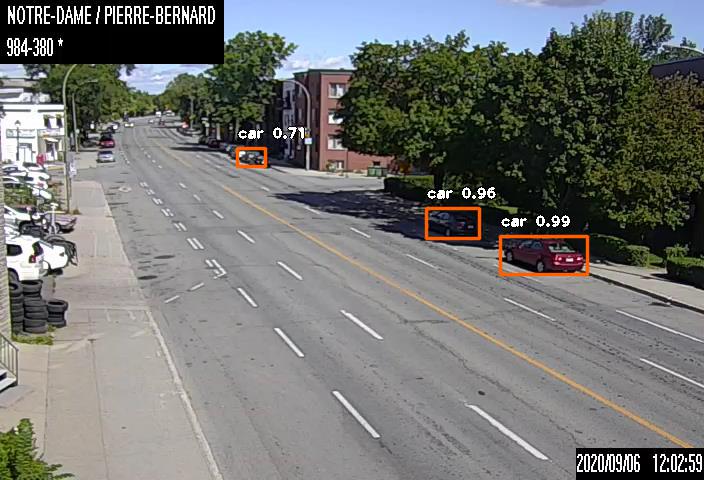 NOTRE-DAME / PIERRE-BERNARD
984-380 *
car 0.71
car 0.96
car 0.99
2020/09/06 12:02:59